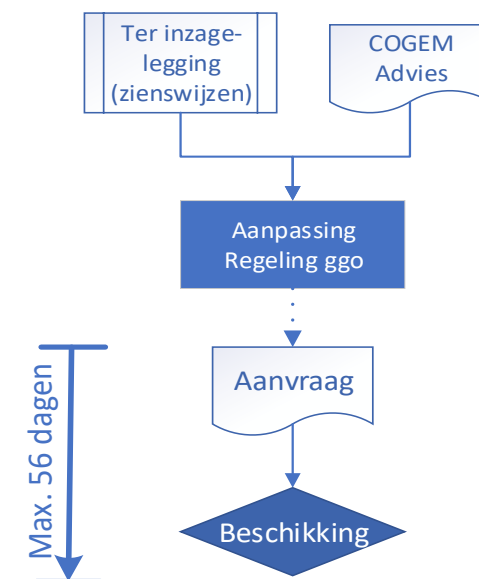 Ter inzage-
legging
(zienswijzen)
COGEM
Advies
Aanpassing
Regeling ggo
Aanvraag
Max. 56 dagen
Beschikking